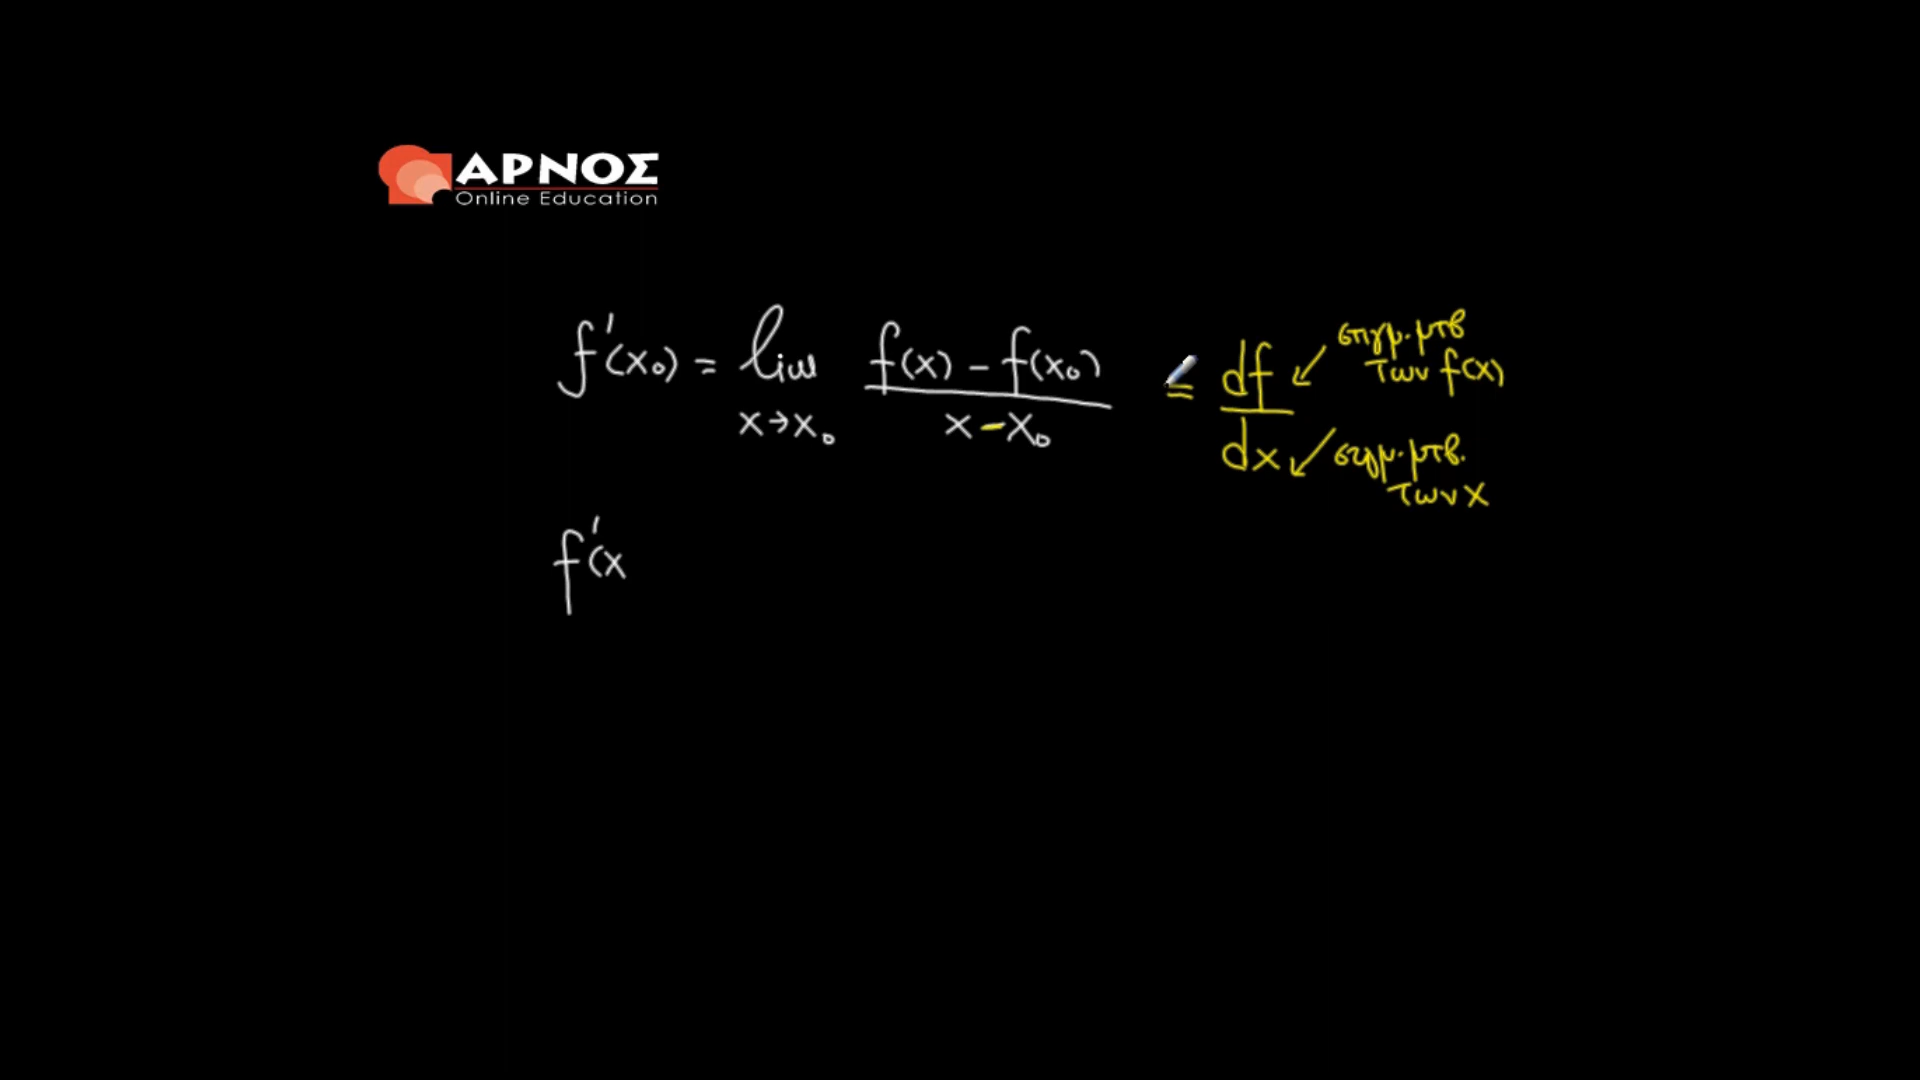 ΑΡΝΟΣ
Online Education
f'(x₀) = lim x→x₀ (f(x) - f(x₀)) / (x - x₀) = df/dx
στιγμ. μτβ
των f(x)
στιγμ. μτβ.
των x
f'(x